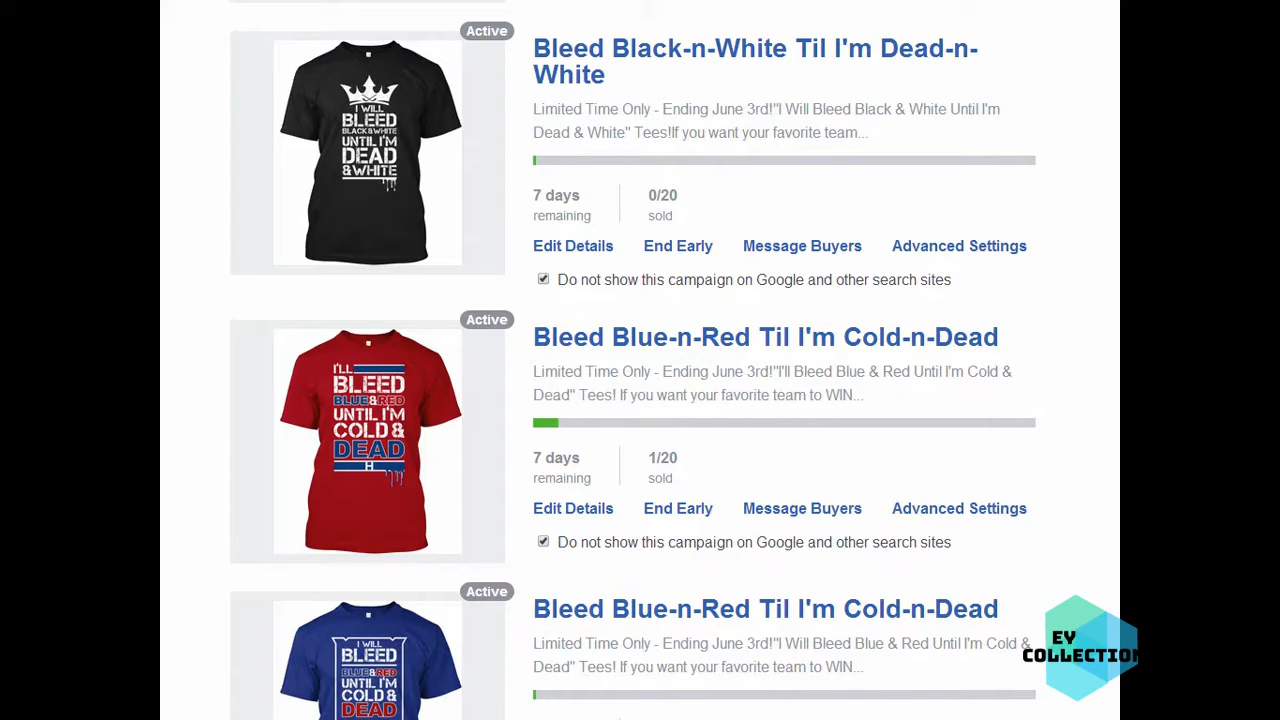 Active
I WILL
BLEED
BLACK&WHITE
UNTIL I'M
DEAD
&WHITE
Bleed Black-n-White Til I'm Dead-n-
White
Limited Time Only - Ending June 3rd!"I Will Bleed Black & White Until I'm
Dead & White" Tees!If you want your favorite team...
7 days
remaining
0/20
sold
Edit Details
End Early
Message Buyers
Advanced Settings
Do not show this campaign on Google and other search sites
Active
I'LL
BLEED
BLUE&RED
UNTIL I'M
COLD &
DEAD
H
Bleed Blue-n-Red Til I'm Cold-n-Dead
Limited Time Only - Ending June 3rd!"I'll Bleed Blue & Red Until I'm Cold &
Dead" Tees! If you want your favorite team to WIN...
7 days
remaining
1/20
sold
Edit Details
End Early
Message Buyers
Advanced Settings
Do not show this campaign on Google and other search sites
Active
I WILL
BLEED
BLUE&RED
UNTIL I'M
COLD &
DEAD
Bleed Blue-n-Red Til I'm Cold-n-Dead
Limited Time Only - Ending June 3rd!"I Will Bleed Blue & Red Until I'm Cold &
Dead" Tees! If you want your favorite team to WIN...
EY
COLLECTION